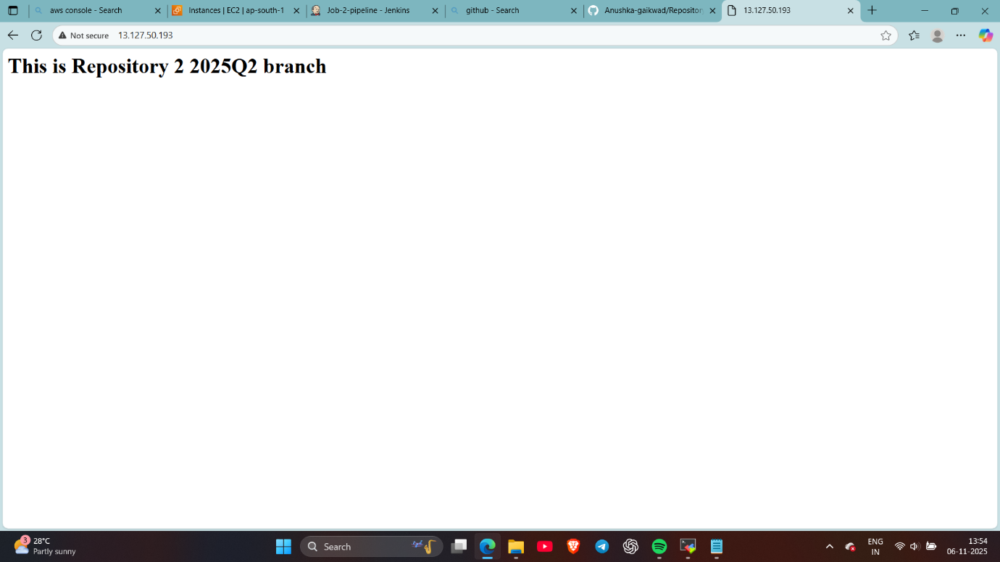 aws console - Search
Instances | EC2 | ap-south-1
Job-2-pipeline - Jenkins
github - Search
Anushka-gaikwad/Repository
13.127.50.193
Not secure
13.127.50.193
This is Repository 2 2025Q2 branch
3
28°C
Partly sunny
Search
ENG
IN
13:54
06-11-2025